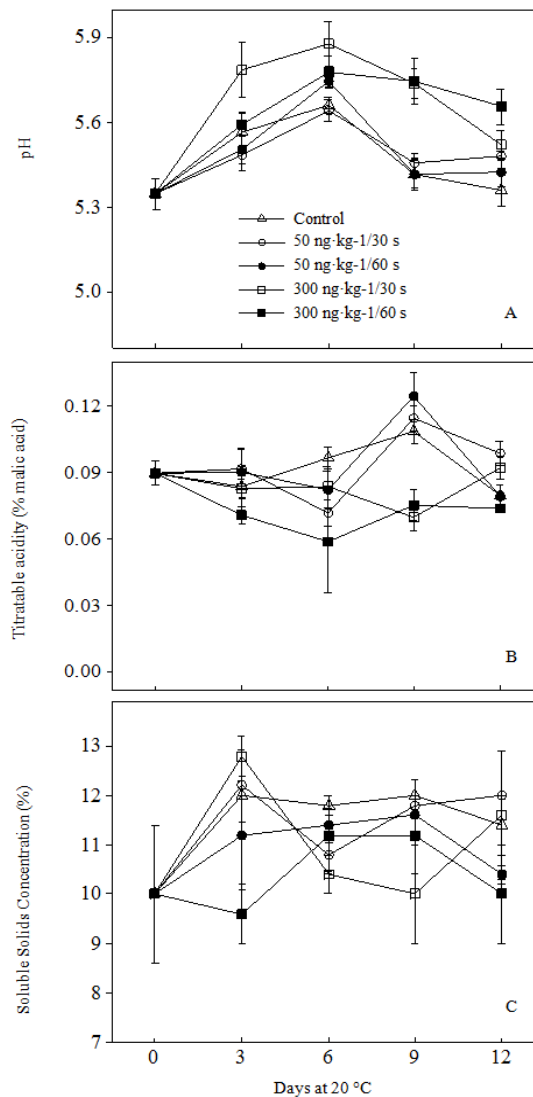 5.9
5.6
5.3
5.0
pH
Control
50 ng·kg-1/30 s
50 ng·kg-1/60 s
300 ng·kg-1/30 s
300 ng·kg-1/60 s
A
0.12
0.09
0.06
0.03
0.00
Titratable acidity (% malic acid)
B
13
12
11
10
9
8
7
Soluble Solids Concentration (%)
C
0 3 6 9 12
Days at 20 °C